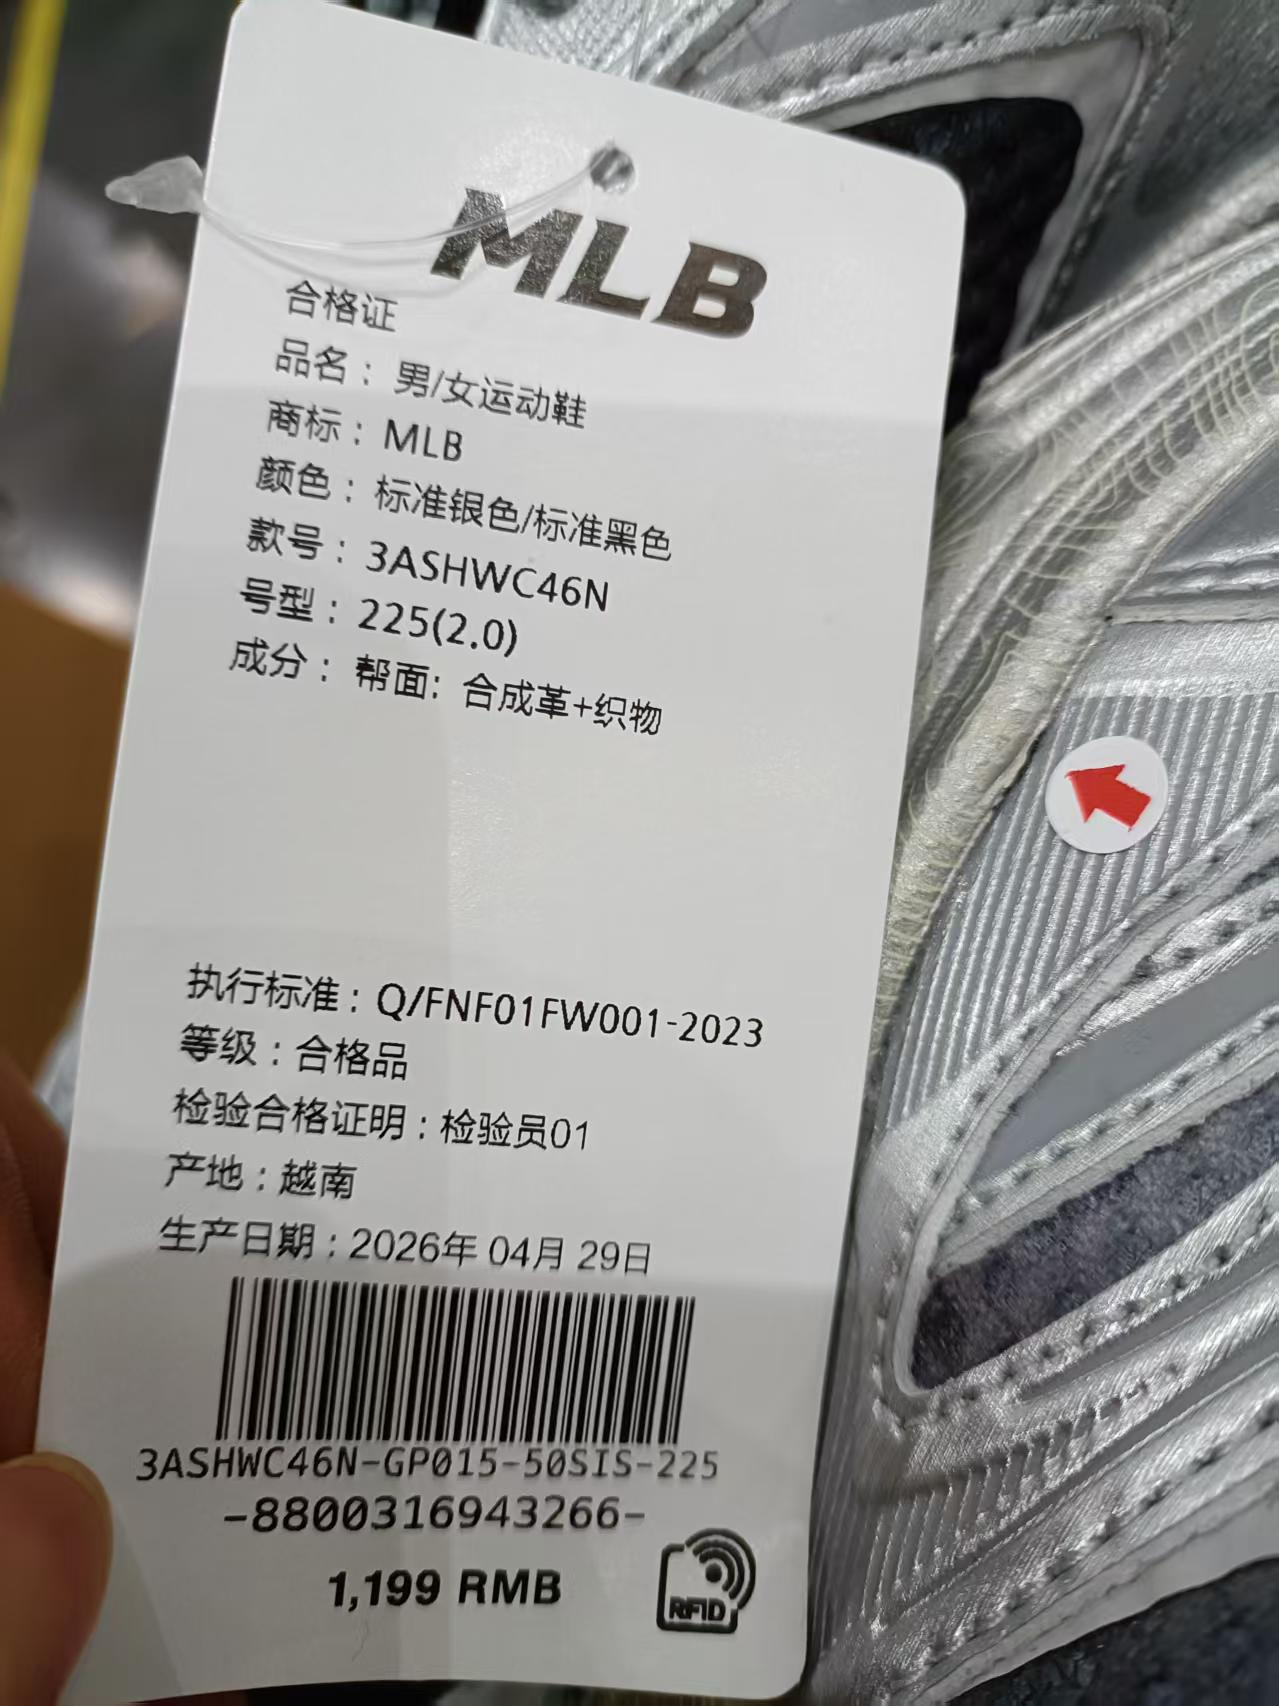 MLB
合格证
品名：男/女运动鞋
商标：MLB
颜色：标准银色/标准黑色
款号：3ASHWC46N
号型：225(2.0)
成分：帮面: 合成革+织物
执行标准：Q/FNF01FW001-2023
等级：合格品
检验合格证明：检验员01
产地：越南
生产日期：2026年 04月 29日
3ASHWC46N-GP015-50SIS-225
-8800316943266-
1,199 RMB
RFID